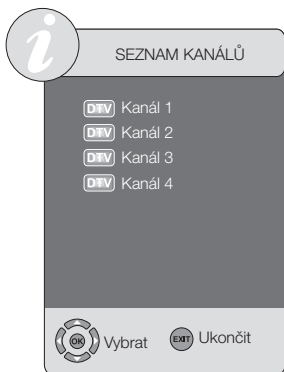 i
SEZNAM KANÁLŮ
DTV Kanál 1
DTV Kanál 2
DTV Kanál 3
DTV Kanál 4
OK Vybrat EXIT Ukončit